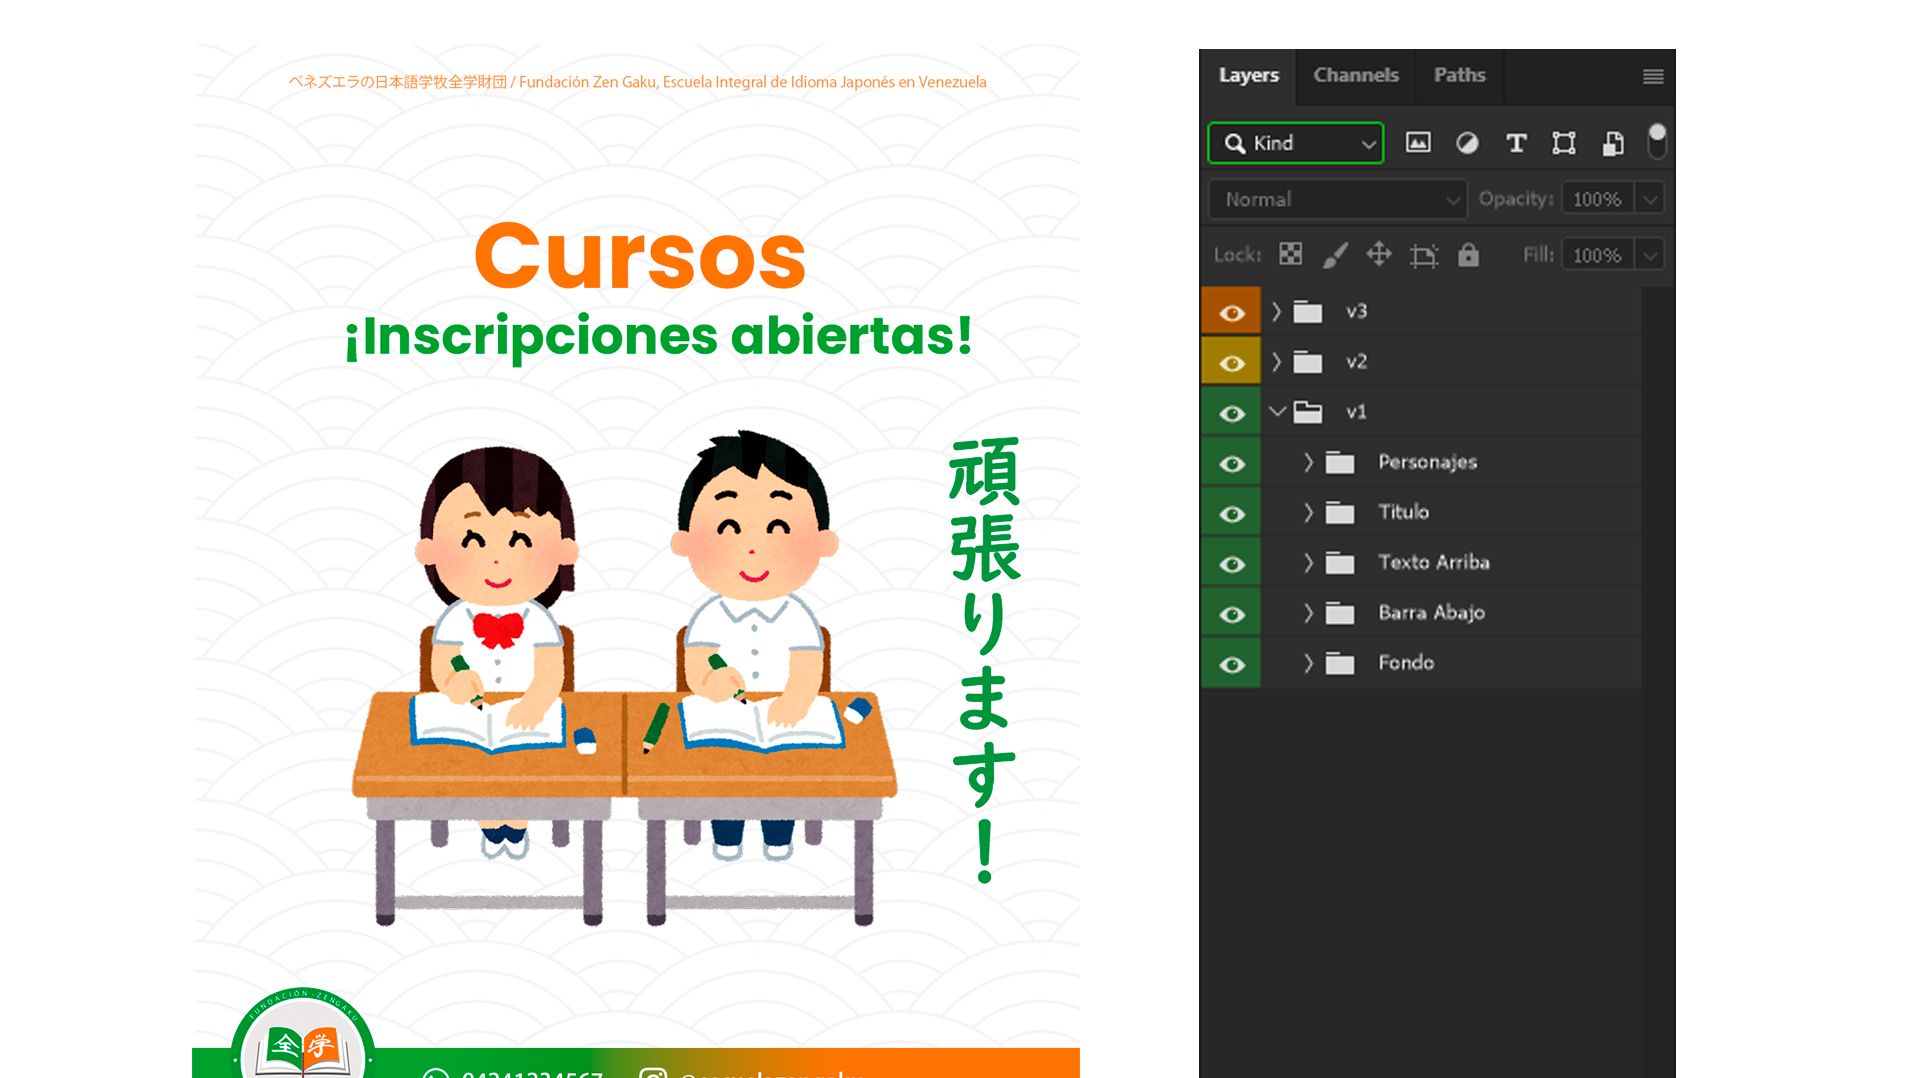 ベネズエラの日本語学牧全学財団 / Fundación Zen Gaku, Escuela Integral de Idioma Japonés en Venezuela
Cursos
¡Inscripciones abiertas!
頑張ります！
FUNDACIÓN · ZENGAKU
全学
Layers Channels Paths
Kind
Normal Opacity: 100%
Lock: Fill: 100%
v3
v2
v1
Personajes
Titulo
Texto Arriba
Barra Abajo
Fondo